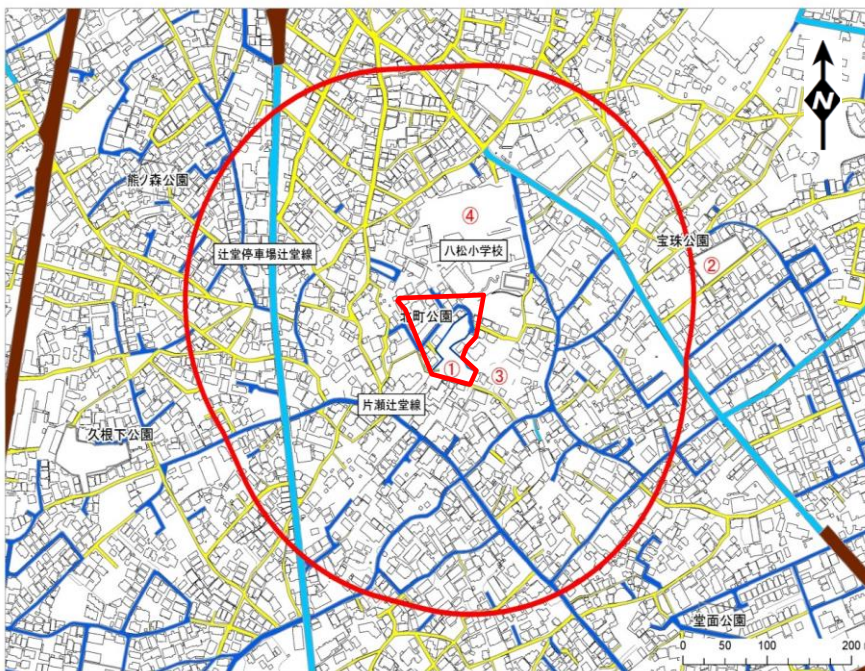 N
熊ノ森公園
④
八松小学校
宝珠公園
②
辻堂停車場辻堂線
北町公園
①
③
片瀬辻堂線
久根下公園
堂面公園
0 50 100 200